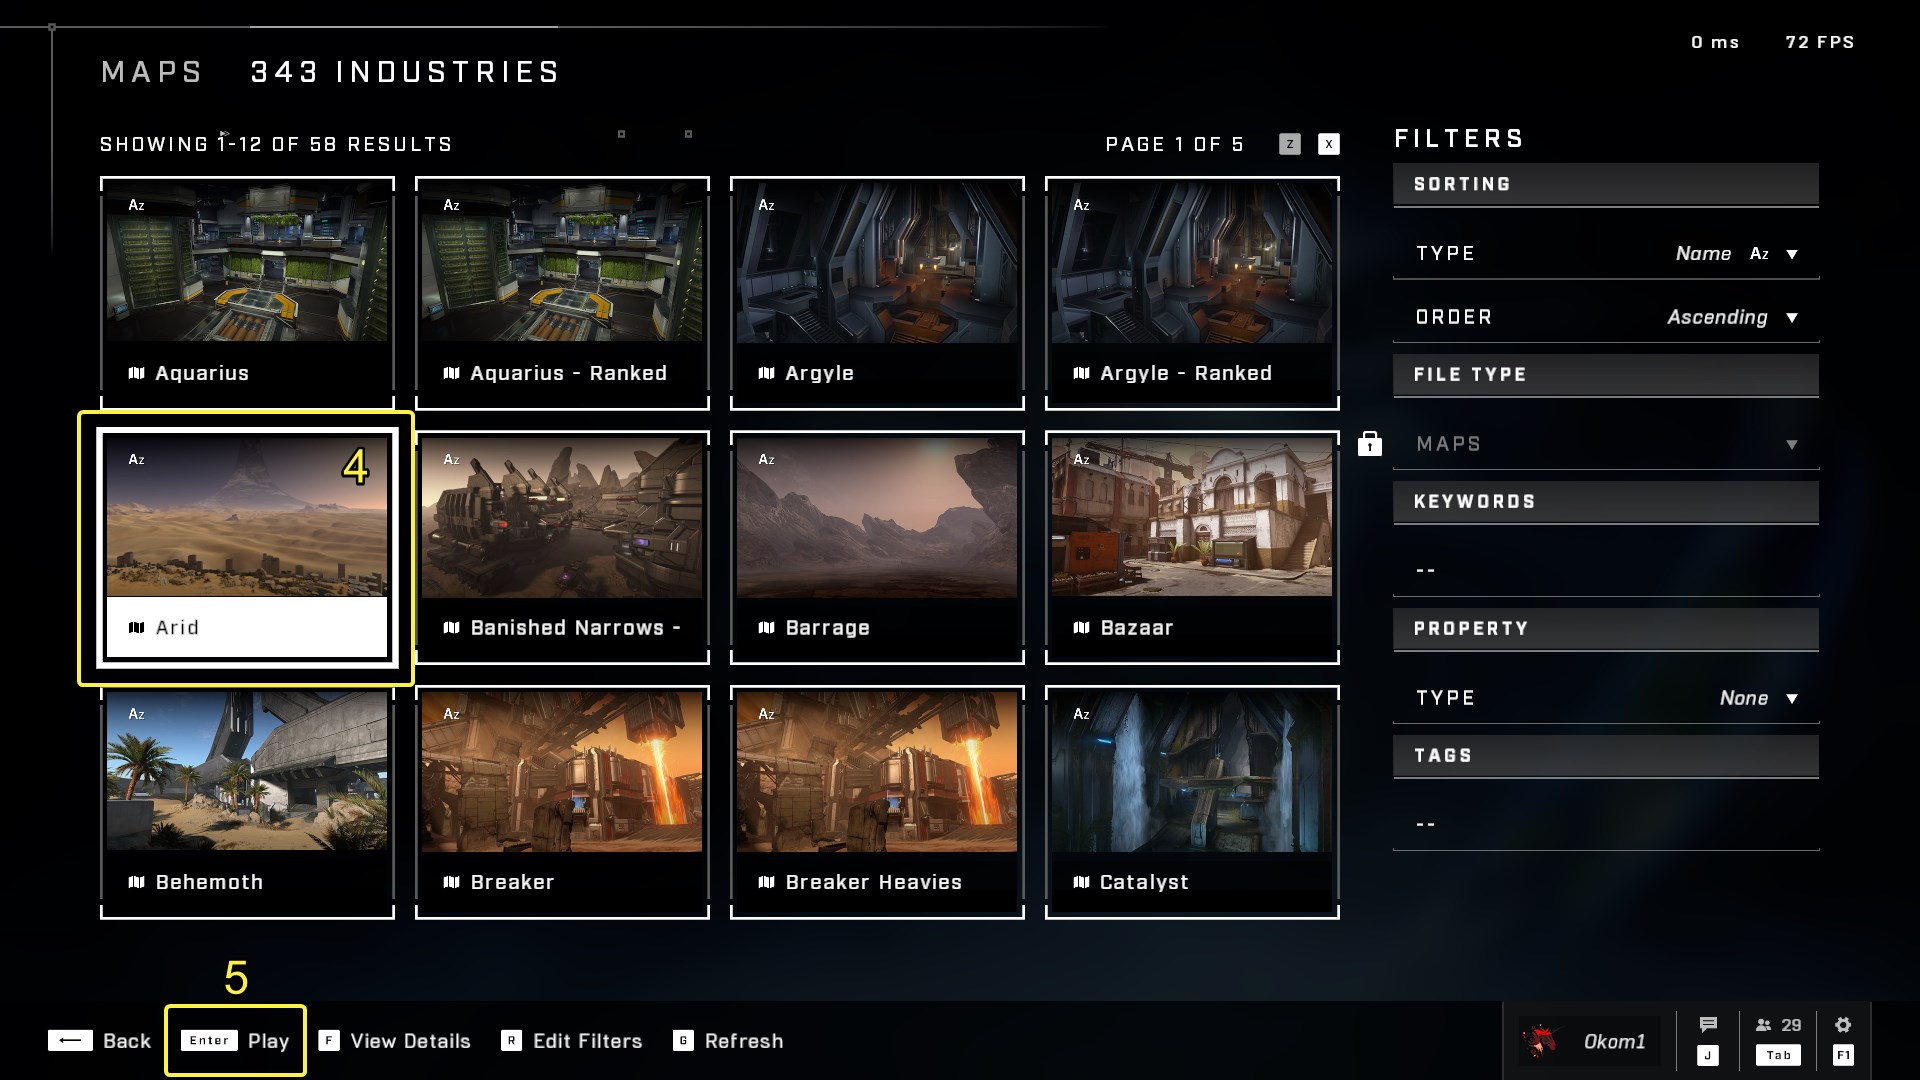 0 ms 72 FPS
MAPS 343 INDUSTRIES
SHOWING 1-12 OF 58 RESULTS
PAGE 1 OF 5 Z X
Az Az Az Az
Aquarius
Aquarius - Ranked
Argyle
Argyle - Ranked
Az 4 Az Az Az
Arid
Banished Narrows -
Barrage
Bazaar
Az Az Az Az
Behemoth
Breaker
Breaker Heavies
Catalyst
FILTERS
SORTING
TYPE Name Az
ORDER Ascending
FILE TYPE
MAPS
KEYWORDS
--
PROPERTY
TYPE None
TAGS
--
5
Back
Enter Play
F View Details
R Edit Filters
G Refresh
Okom1
J
29
Tab
F1